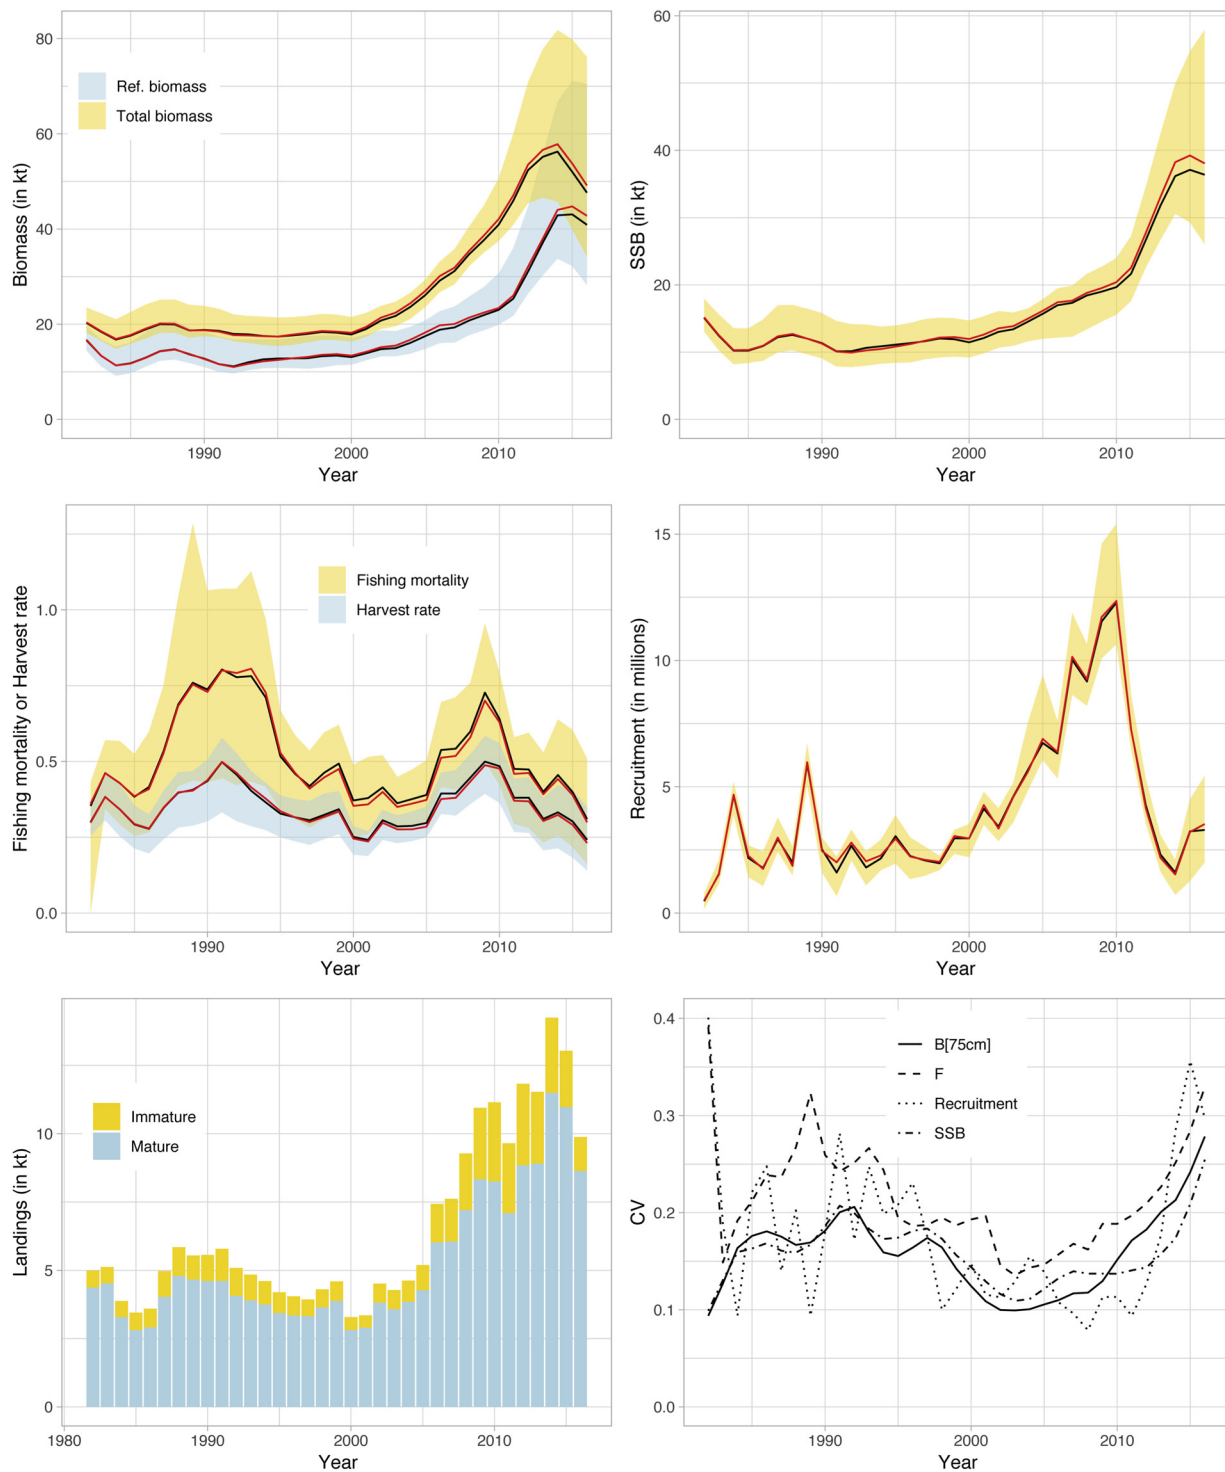 80
60
40
20
0
Biomass (in kt)
Ref. biomass
Total biomass
1990
2000
2010
Year
60
40
20
0
SSB (in kt)
1990
2000
2010
Year
1.0
0.5
0.0
Fishing mortality or Harvest rate
Fishing mortality
Harvest rate
1990
2000
2010
Year
15
10
5
0
Recruitment (in millions)
1990
2000
2010
Year
10
5
0
Landings (in kt)
Immature
Mature
1980
1990
2000
2010
Year
0.4
0.3
0.2
0.1
0.0
CV
B[75cm]
F
Recruitment
SSB
1990
2000
2010
Year